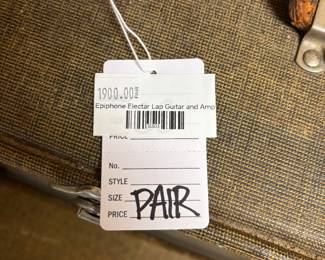 1900.00
Epiphone Electar Lap Guitar and Amp
PRICE
No.
STYLE
SIZE
PRICE
PAIR